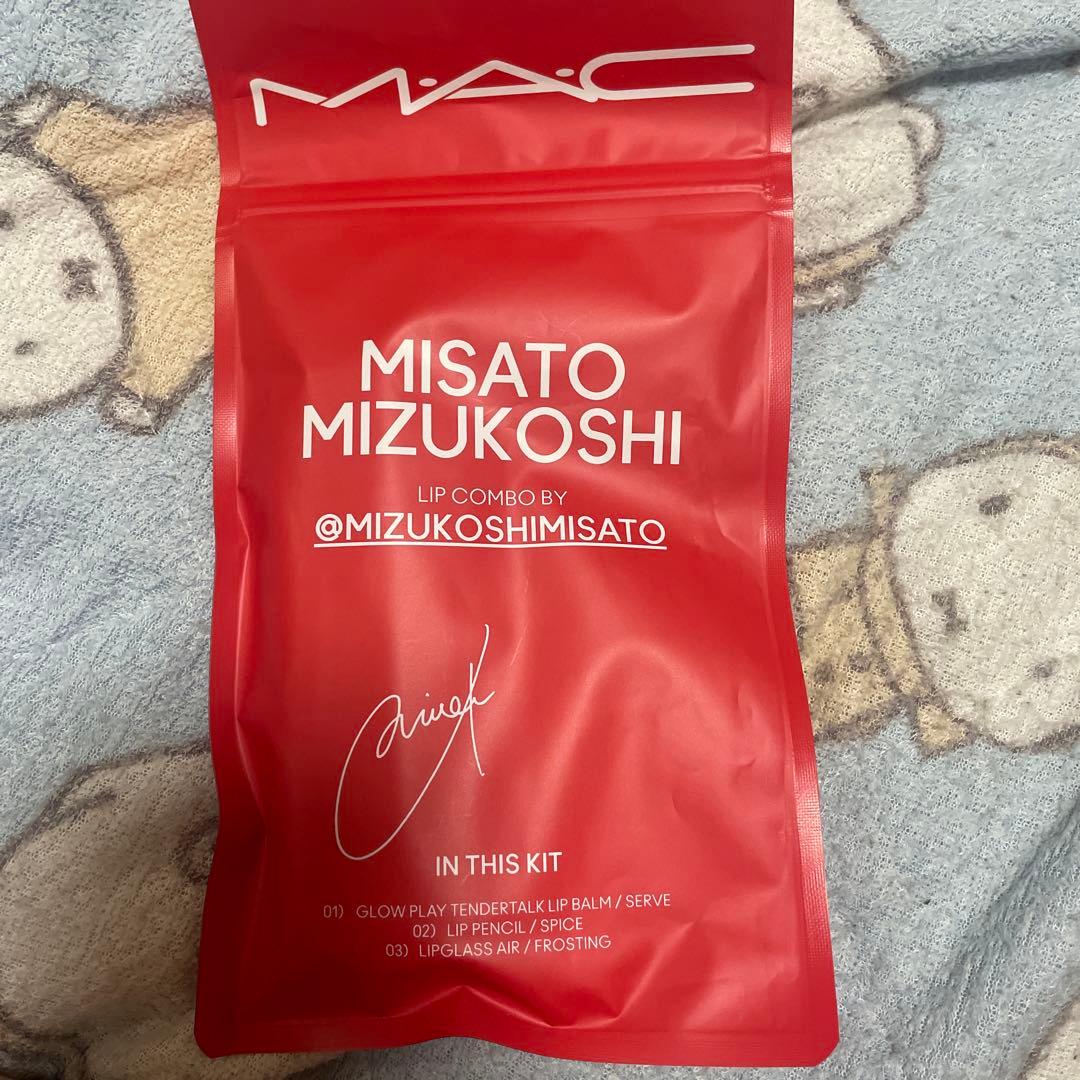 M·A·C
MISATO
MIZUKOSHI
LIP COMBO BY
@MIZUKOSHIMISATO
IN THIS KIT
01) GLOW PLAY TENDERTALK LIP BALM / SERVE
02) LIP PENCIL / SPICE
03) LIPGLASS AIR / FROSTING